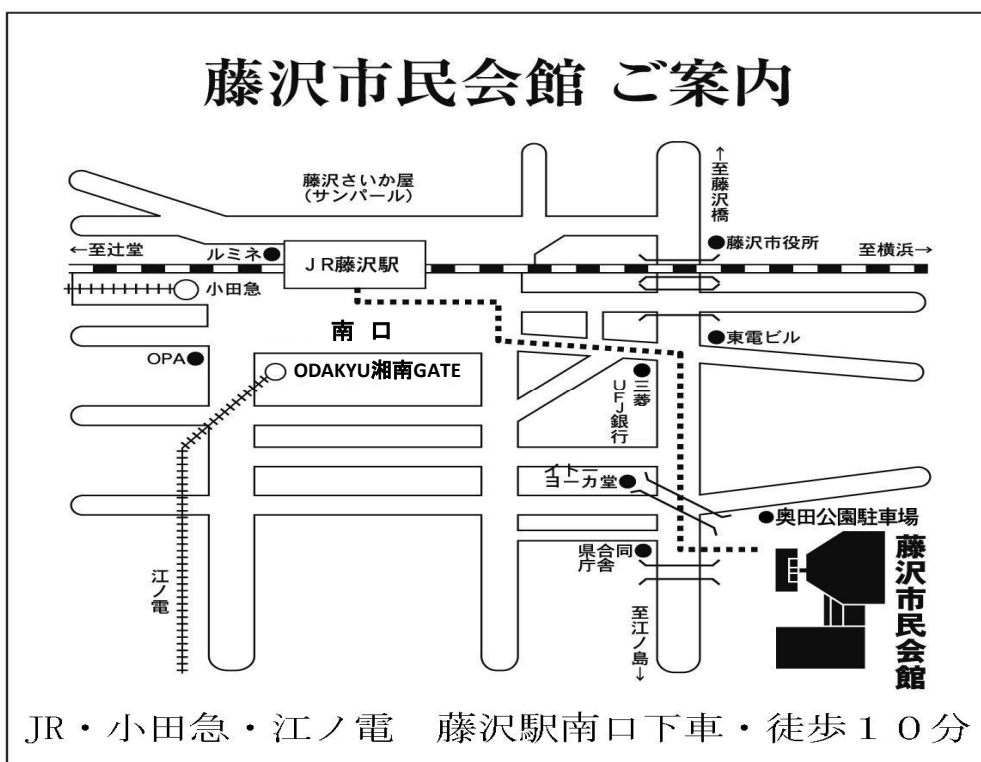 藤沢市民会館 ご案内
藤沢さいか屋
(サンパール)
↑至藤沢橋
←至辻堂
ルミネ
JR藤沢駅
藤沢市役所
至横浜→
小田急
南 口
東電ビル
OPA
ODAKYU湘南GATE
三菱
UFJ銀行
イトー
ヨーカ堂
奥田公園駐車場
県合同
庁舎
藤沢市民会館
江ノ電
至江ノ島→
JR・小田急・江ノ電 藤沢駅南口下車・徒歩10分